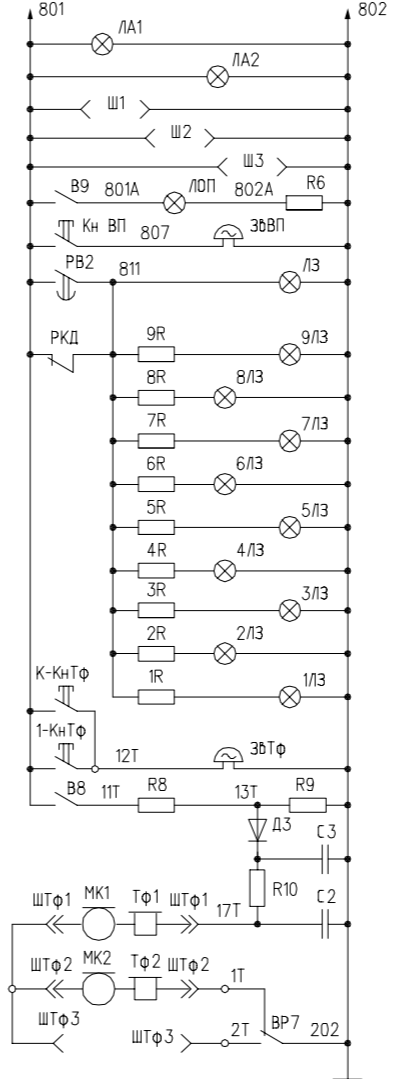 801 802
ЛА1
ЛА2
Ш1
Ш2
Ш3
В9 801А ЛОП 802А R6
Кн ВП 807 ЗвВП
РВ2 811 ЛЗ
РКД 9R 9ЛЗ
8R 8ЛЗ
7R 7ЛЗ
6R 6ЛЗ
5R 5ЛЗ
4R 4ЛЗ
3R 3ЛЗ
2R 2ЛЗ
К-КнТф 1R 1ЛЗ
1-КнТф 12Т ЗвТф
В8 11Т R8 13Т R9
Д3 С3
R10 С2
ШТф1 МК1 Тф1 ШТф1 17Т
ШТф2 МК2 Тф2 ШТф2 1Т
ШТф3 ШТф3 2Т ВР7 202